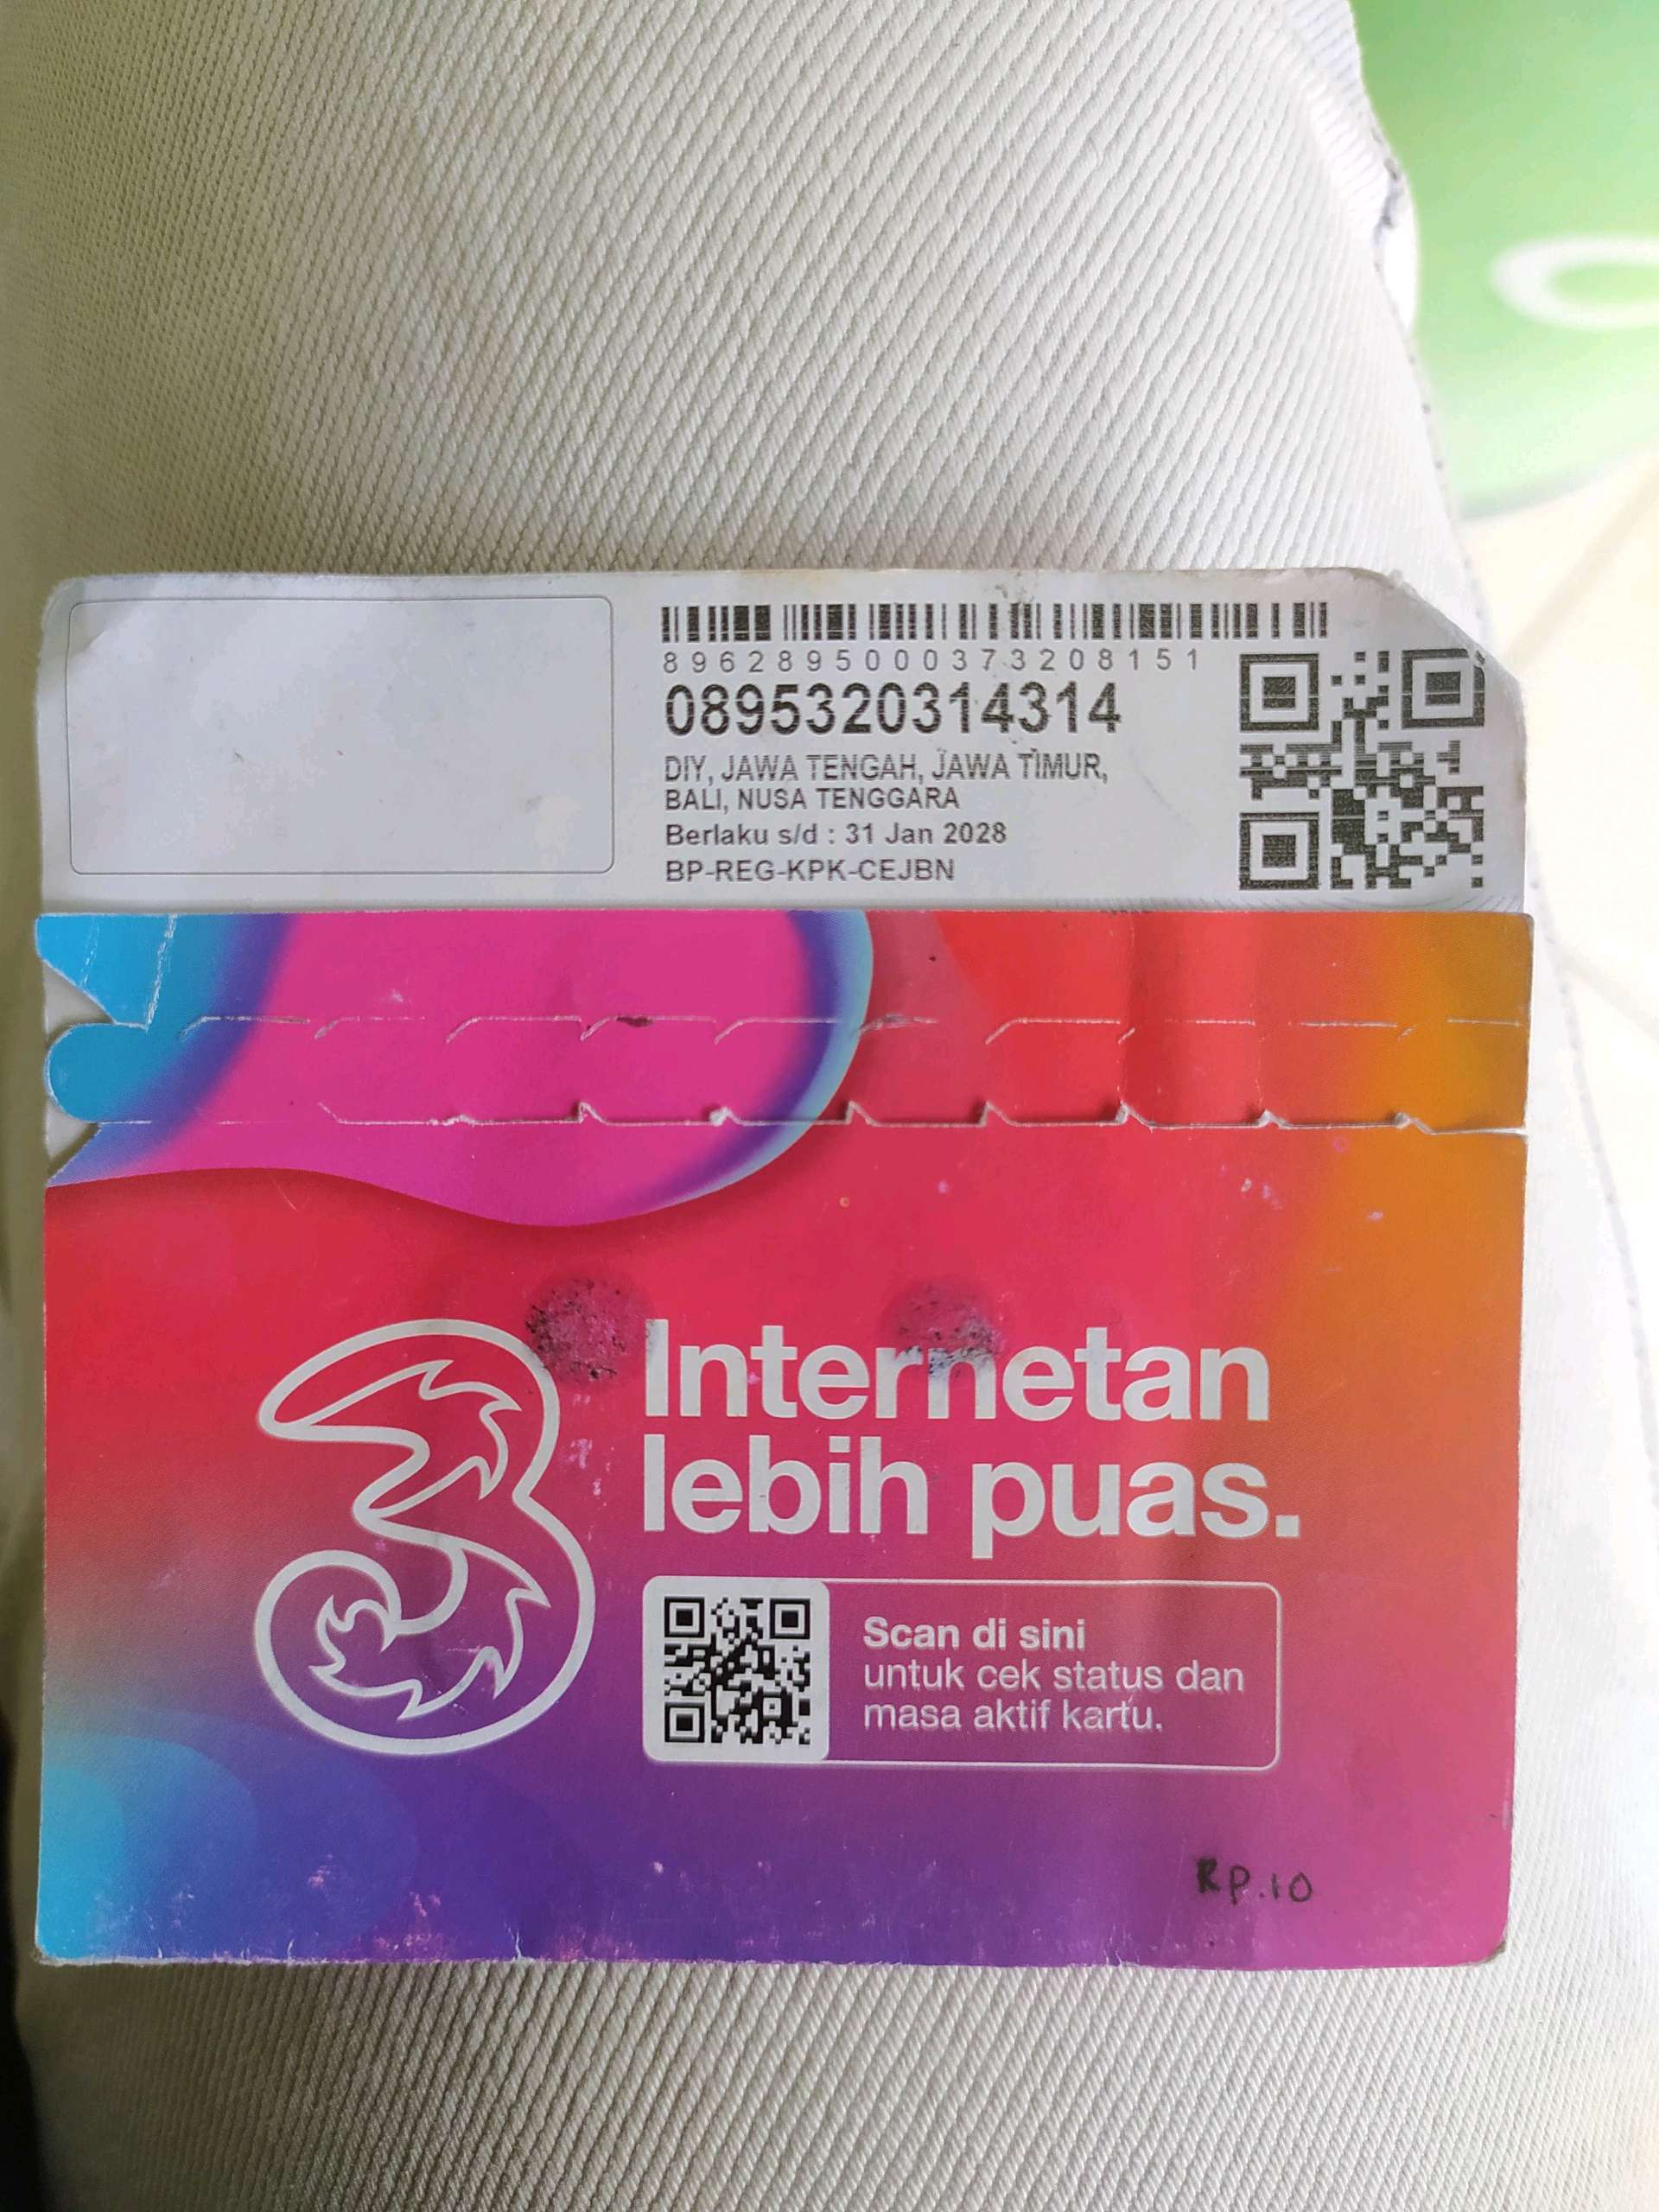 8962895000373208151
0895320314314
DIY, JAWA TENGAH, JAWA TIMUR,
BALI, NUSA TENGGARA
Berlaku s/d : 31 Jan 2028
BP-REG-KPK-CEJBN
3
Internetan
lebih puas.
Scan di sini
untuk cek status dan
masa aktif kartu.
RP.10